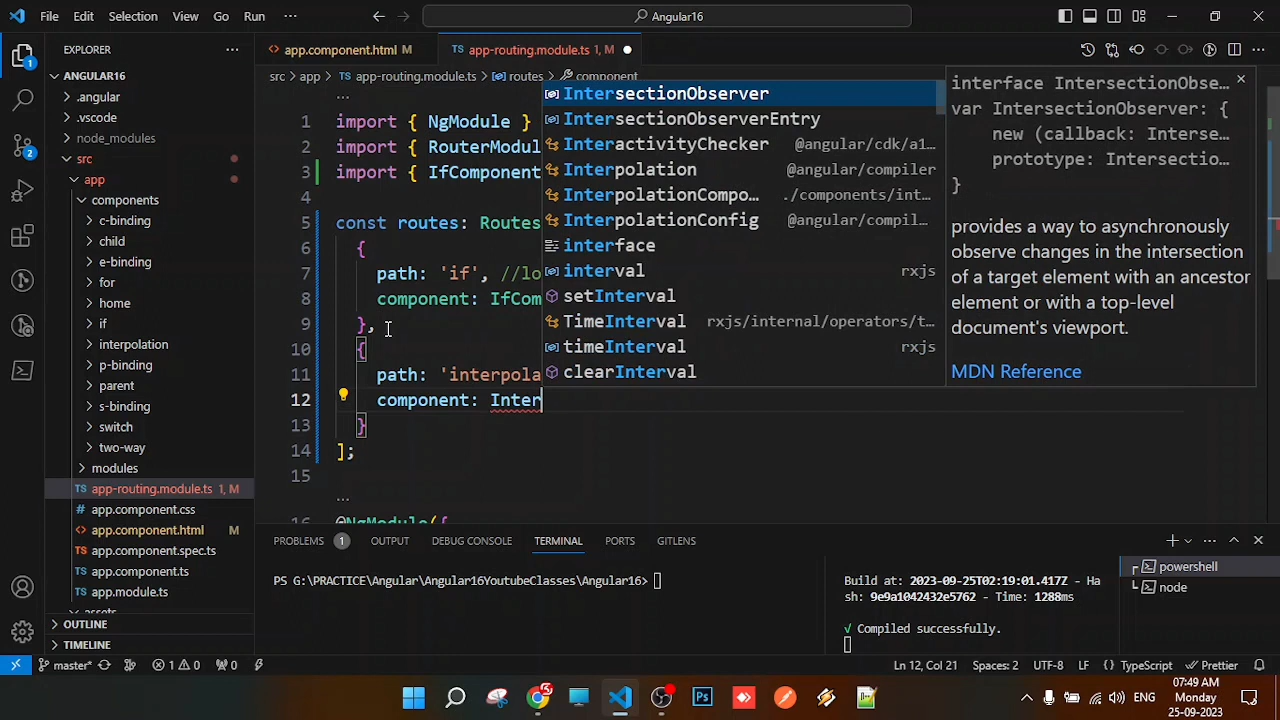 File Edit Selection View Go Run ··· Angular16
EXPLORER ···
app.component.html M
TS app-routing.module.ts 1, M
src > app > TS app-routing.module.ts > routes > component
ANGULAR16
.angular
.vscode
node_modules
src
app
components
c-binding
child
e-binding
for
home
if
interpolation
p-binding
parent
s-binding
switch
two-way
modules
TS app-routing.module.ts 1, M
# app.component.css
<> app.component.html M
TS app.component.spec.ts
TS app.component.ts
TS app.module.ts
assets
OUTLINE
TIMELINE
...
1 import { NgModule }
2 import { RouterModul
3 import { IfComponent
4
5 const routes: Routes
6 {
7 path: 'if', //lo
8 component: IfCom
9 },
10 {
11 path: 'interpola
12 component: Inter
13 }
14 ];
15
...
16 @NgModule({
IntersectionObserver
IntersectionObserverEntry
InteractivityChecker @angular/cdk/a1…
Interpolation @angular/compiler
InterpolationCompo… ./components/int…
InterpolationConfig @angular/compil…
interface
interval rxjs
setInterval
TimeInterval rxjs/internal/operators/t…
timeInterval rxjs
clearInterval
interface IntersectionObse…
var IntersectionObserver: {
new (callback: Interse…
prototype: Intersectio…
}
provides a way to asynchronously
observe changes in the intersection
of a target element with an ancestor
element or with a top-level
document's viewport.
MDN Reference
PROBLEMS 1 OUTPUT DEBUG CONSOLE TERMINAL PORTS GITLENS
PS G:\PRACTICE\Angular\Angular16YoutubeClasses\Angular16>
Build at: 2023-09-25T02:19:01.417Z - Ha
sh: 9e9a1042432e5762 - Time: 1288ms
√ Compiled successfully.
powershell
node
master* 1 0 0 Ln 12, Col 21 Spaces: 2 UTF-8 LF {} TypeScript Prettier
ENG
07:49 AM
Monday
25-09-2023